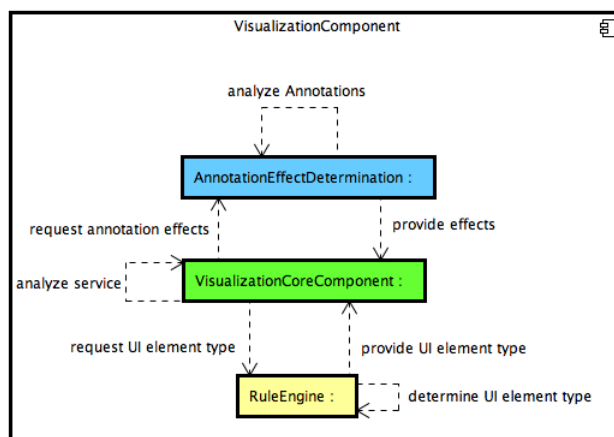 VisualizationComponent
analyze Annotations
AnnotationEffectDetermination :
request annotation effects
provide effects
VisualizationCoreComponent :
analyze service
request UI element type
provide UI element type
RuleEngine :
determine UI element type